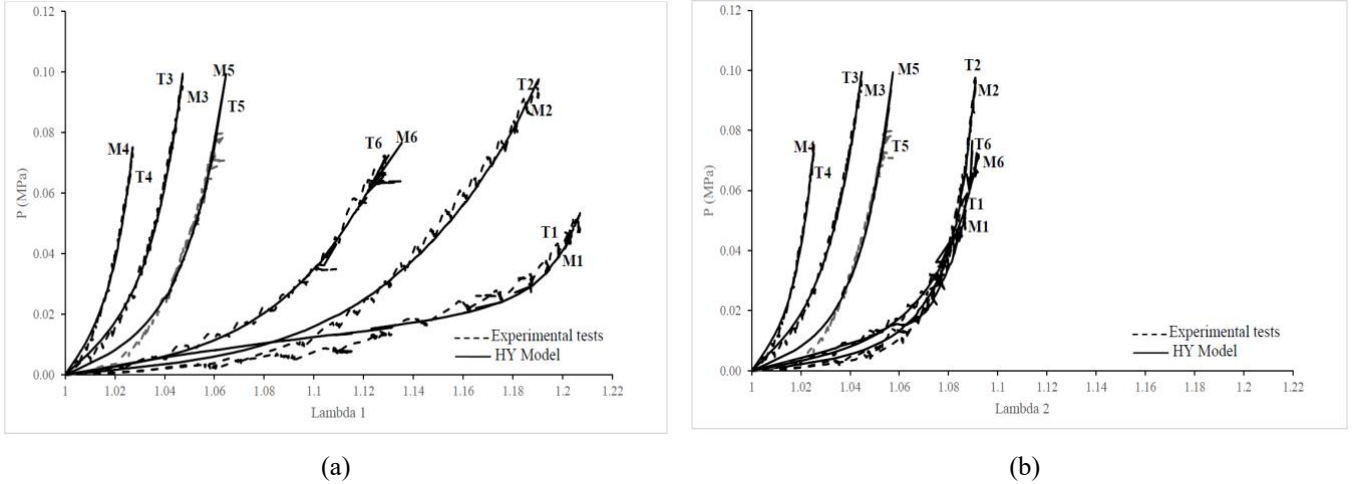 0.12
0.10
0.08
0.06
0.04
0.02
0.00
P (MPa)
M4
T4
T3
M3
M5
T5
T6
M6
T2
M2
T1
M1
Experimental tests
HY Model
1
1.02
1.04
1.06
1.08
1.1
1.12
1.14
1.16
1.18
1.2
1.22
Lambda 1
(a)
0.12
0.10
0.08
0.06
0.04
0.02
0.00
P (MPa)
M4
T4
T3
M3
M5
T5
T2
M2
T6
M6
T1
M1
Experimental tests
HY Model
1
1.02
1.04
1.06
1.08
1.1
1.12
1.14
1.16
1.18
1.2
1.22
Lambda 2
(b)